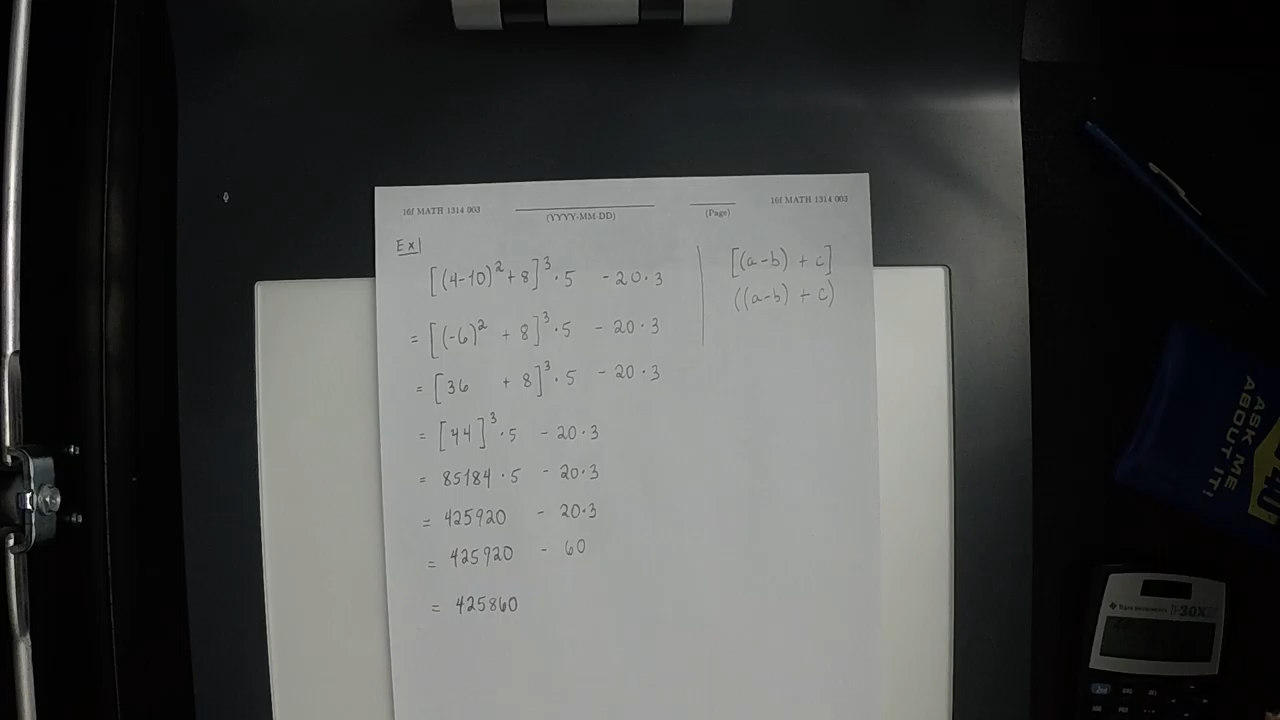 16f MATH 1314 003 (YYYY-MM-DD) (Page) 16f MATH 1314 003
Ex 1
[(4-10)² + 8]³ · 5 - 20 · 3
= [(-6)² + 8]³ · 5 - 20 · 3
= [36 + 8]³ · 5 - 20 · 3
= [44]³ · 5 - 20 · 3
= 85184 · 5 - 20 · 3
= 425920 - 20 · 3
= 425920 - 60
= 425860
[(a-b) + c]
((a-b) + c)
ASK ME
ABOUT IT!
TEXAS INSTRUMENTS TI-30X
2nd